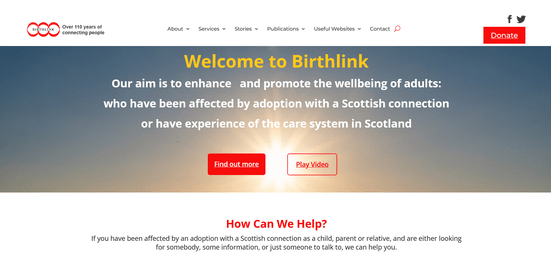 BIRTHLINK
Over 110 years of
connecting people
About Services Stories Publications Useful Websites Contact
Donate
Welcome to Birthlink
Our aim is to enhance and promote the wellbeing of adults:
who have been affected by adoption with a Scottish connection
or have experience of the care system in Scotland
Find out more Play Video
How Can We Help?
If you have been affected by an adoption with a Scottish connection as a child, parent or relative, and are either looking
for somebody, some information, or just someone to talk to, we can help you.